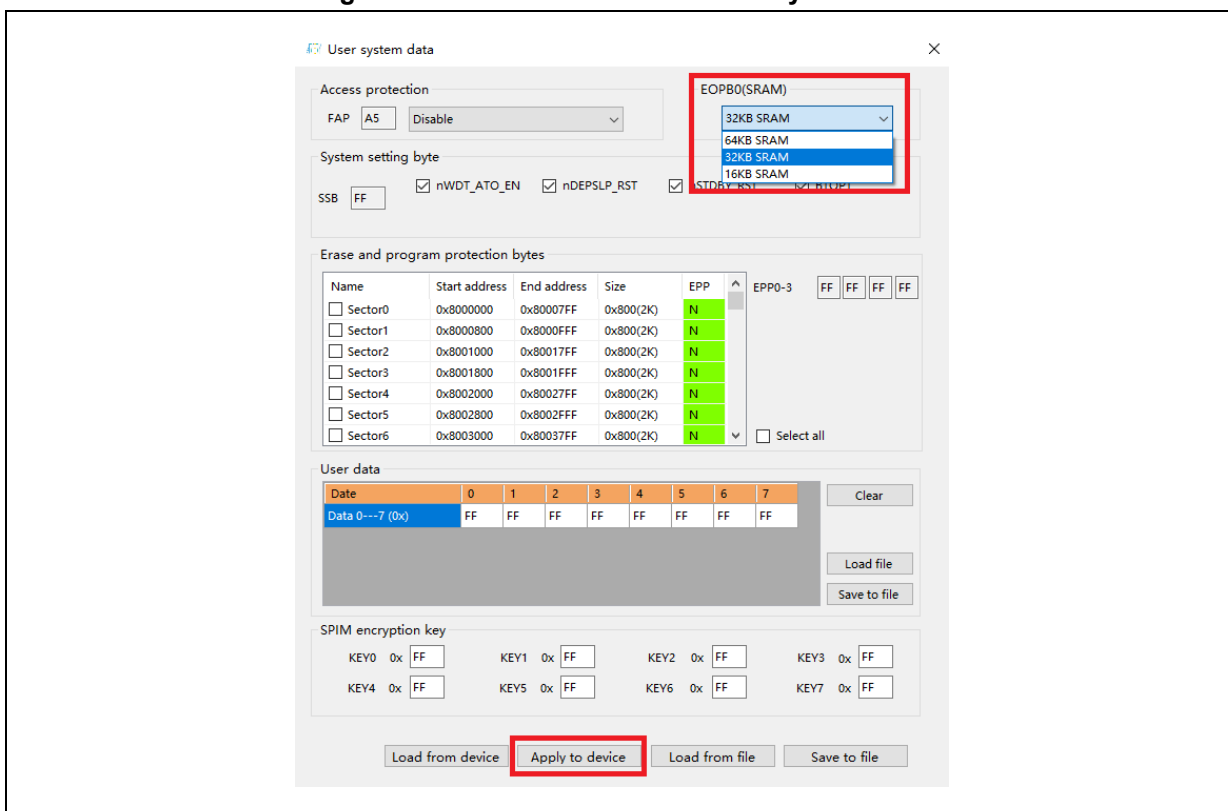 User system data
Access protection
FAP A5 Disable
EOPB0(SRAM)
32KB SRAM
64KB SRAM
32KB SRAM
16KB SRAM
System setting byte
SSB FF nWDT_ATO_EN nDEPSLP_RST nSTDBY_RST BTOPT
Erase and program protection bytes
Name Start address End address Size EPP
Sector0 0x8000000 0x80007FF 0x800(2K) N
Sector1 0x8000800 0x8000FFF 0x800(2K) N
Sector2 0x8001000 0x80017FF 0x800(2K) N
Sector3 0x8001800 0x8001FFF 0x800(2K) N
Sector4 0x8002000 0x80027FF 0x800(2K) N
Sector5 0x8002800 0x8002FFF 0x800(2K) N
Sector6 0x8003000 0x80037FF 0x800(2K) N
EPP0-3 FF FF FF FF
Select all
User data
Date 0 1 2 3 4 5 6 7
Data 0---7 (0x) FF FF FF FF FF FF FF FF
Clear
Load file
Save to file
SPIM encryption key
KEY0 0x FF KEY1 0x FF KEY2 0x FF KEY3 0x FF
KEY4 0x FF KEY5 0x FF KEY6 0x FF KEY7 0x FF
Load from device Apply to device Load from file Save to file